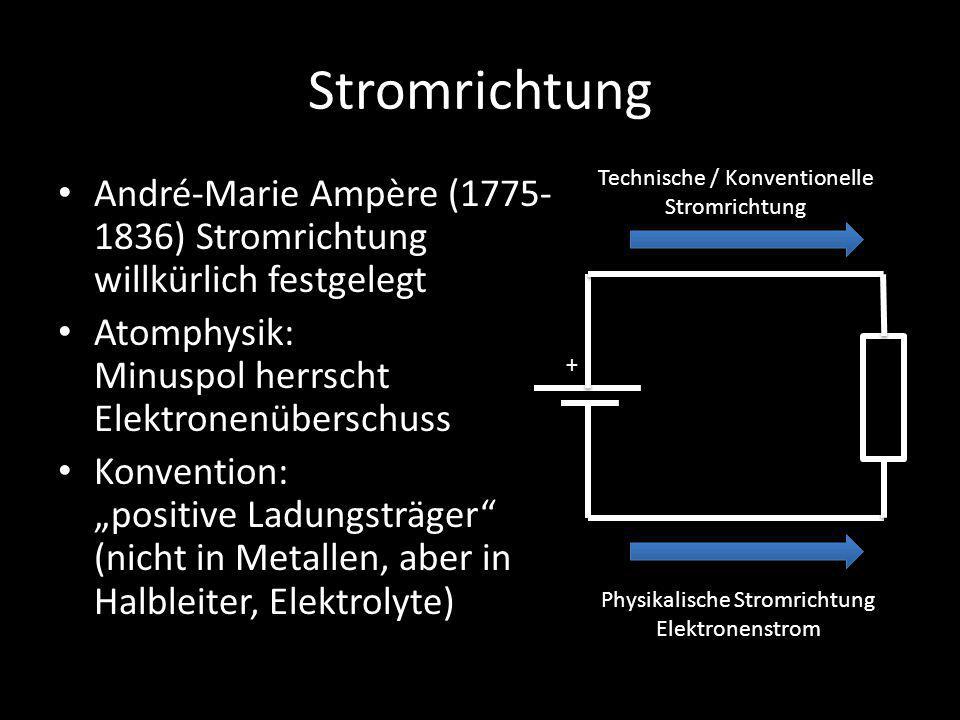 Stromrichtung
• André-Marie Ampère (1775-
1836) Stromrichtung
willkürlich festgelegt
• Atomphysik:
Minuspol herrscht
Elektronenüberschuss
• Konvention:
„positive Ladungsträger“
(nicht in Metallen, aber in
Halbleiter, Elektrolyte)
Technische / Konventionelle
Stromrichtung
+
Physikalische Stromrichtung
Elektronenstrom